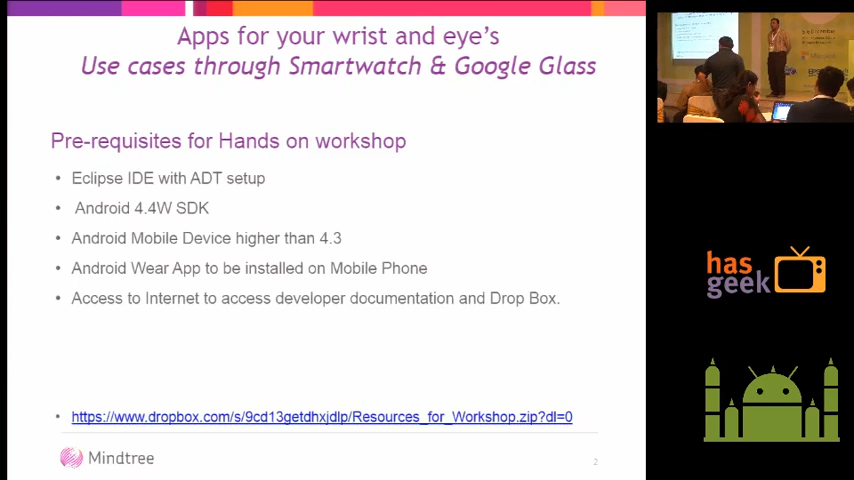 Apps for your wrist and eye's
Use cases through Smartwatch & Google Glass
Pre-requisites for Hands on workshop
• Eclipse IDE with ADT setup
• Android 4.4W SDK
• Android Mobile Device higher than 4.3
• Android Wear App to be installed on Mobile Phone
• Access to Internet to access developer documentation and Drop Box.
• https://www.dropbox.com/s/9cd13getdhxjdlp/Resources_for_Workshop.zip?dl=0
Mindtree
2
has
geek
Microsoft